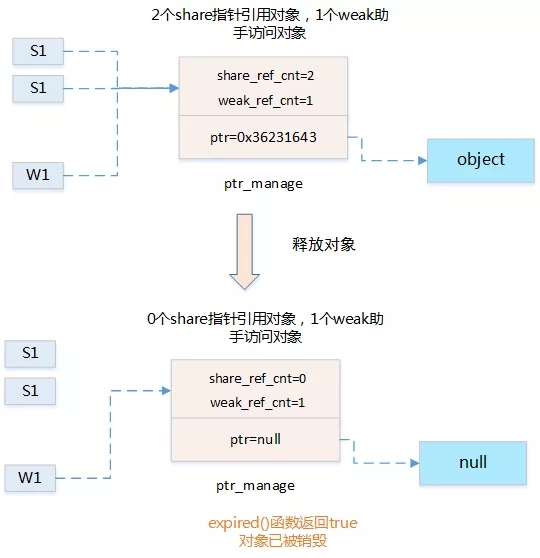 2个share指针引用对象，1个weak助
手访问对象
S1
S1
W1
share_ref_cnt=2
weak_ref_cnt=1
ptr=0x36231643
object
ptr_manage
释放对象
0个share指针引用对象，1个weak助
手访问对象
S1
S1
W1
share_ref_cnt=0
weak_ref_cnt=1
ptr=null
null
ptr_manage
expired()函数返回true
对象已被销毁